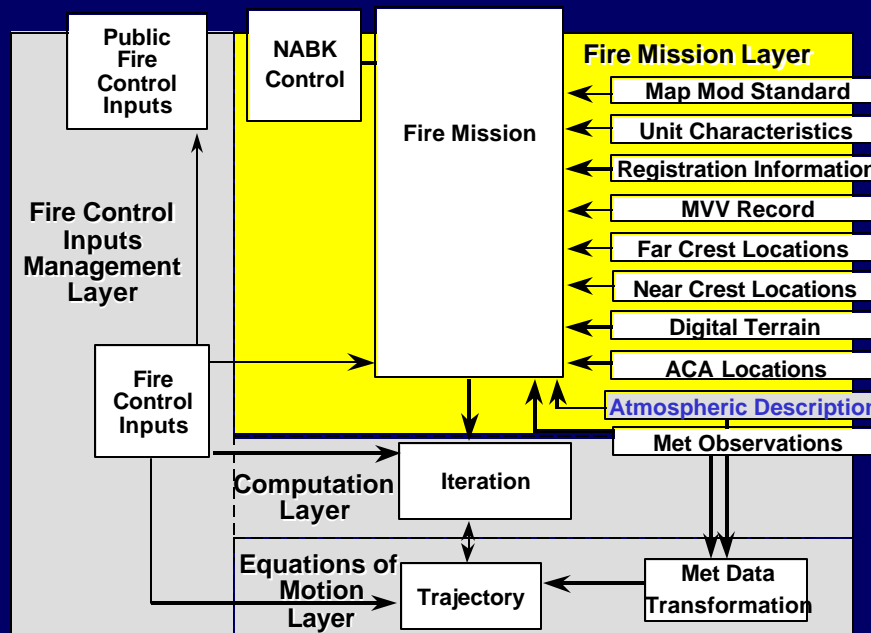 Public
Fire
Control
Inputs
NABK
Control
Fire Mission Layer
Fire Mission
Map Mod Standard
Unit Characteristics
Registration Information
MVV Record
Far Crest Locations
Near Crest Locations
Digital Terrain
ACA Locations
Atmospheric Description
Met Observations
Fire Control
Inputs
Management
Layer
Fire
Control
Inputs
Computation
Layer
Iteration
Equations of
Motion
Layer
Trajectory
Met Data
Transformation